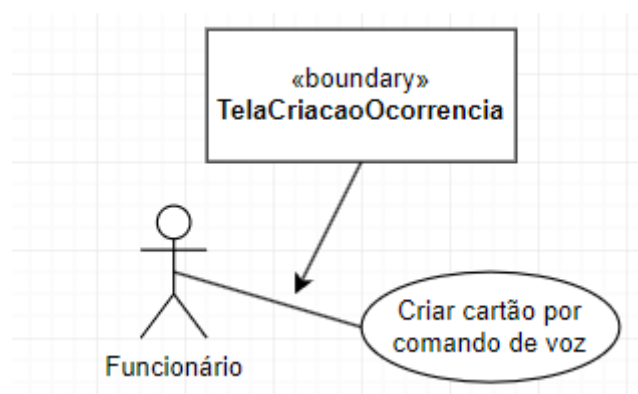 «boundary»
TelaCriacaoOcorrencia
Criar cartão por
comando de voz
Funcionário